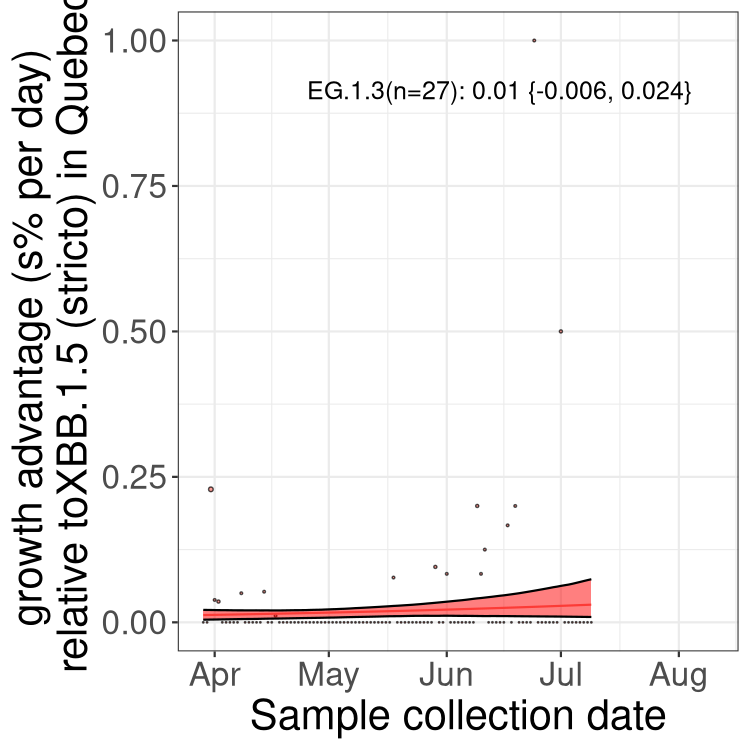 growth advantage (s% per day)
relative toXBB.1.5 (stricto) in Quebec
1.00
0.75
0.50
0.25
0.00
EG.1.3(n=27): 0.01 {-0.006, 0.024}
Apr May Jun Jul Aug
Sample collection date